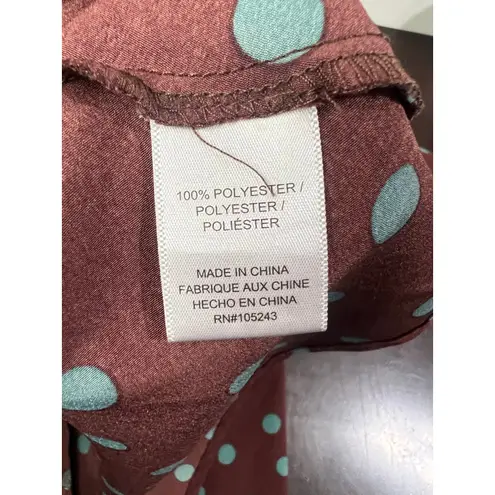 100% POLYESTER /
POLYESTER /
POLIÉSTER
MADE IN CHINA
FABRIQUE AUX CHINE
HECHO EN CHINA
RN#105243